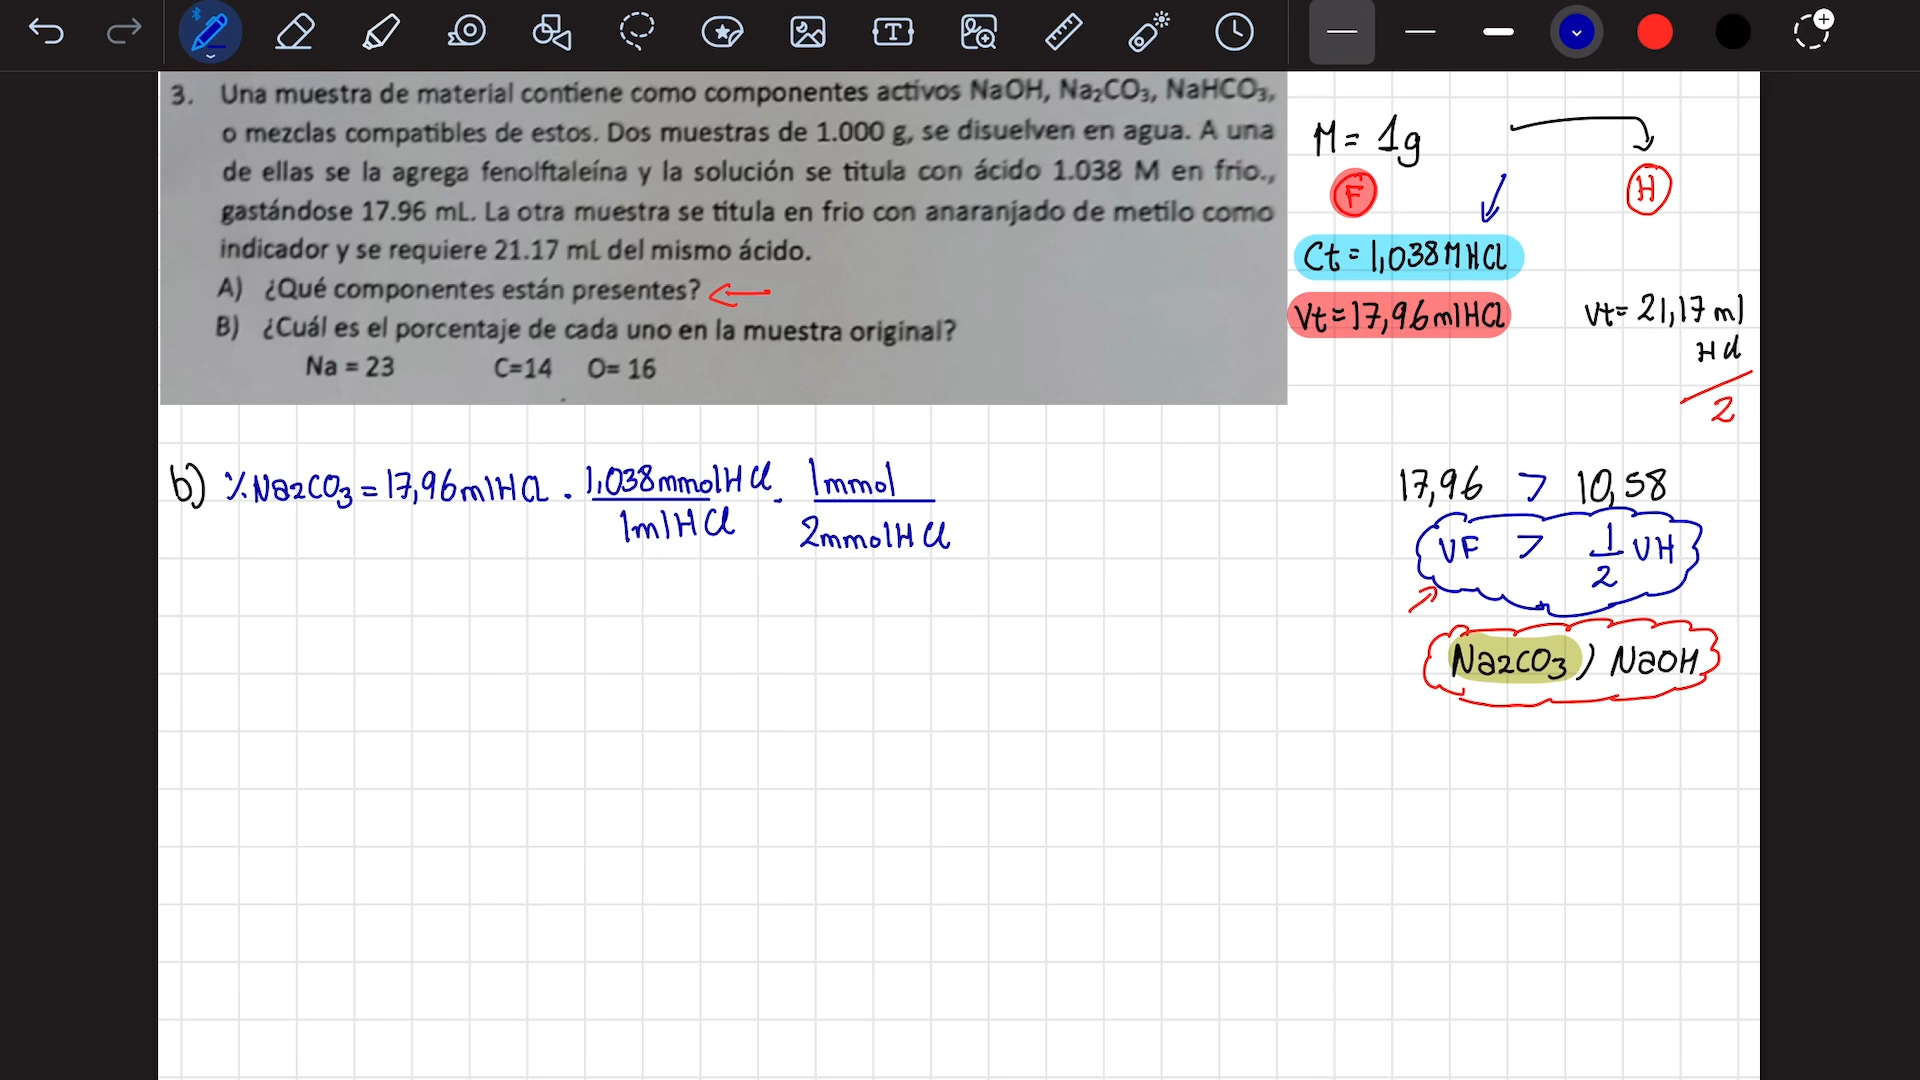 3. Una muestra de material contiene como componentes activos NaOH, Na₂CO₃, NaHCO₃,
o mezclas compatibles de estos. Dos muestras de 1.000 g, se disuelven en agua. A una
de ellas se la agrega fenolftaleína y la solución se titula con ácido 1.038 M en frio.,
gastándose 17.96 mL. La otra muestra se titula en frio con anaranjado de metilo como
indicador y se requiere 21.17 mL del mismo ácido.
A) ¿Qué componentes están presentes?
B) ¿Cuál es el porcentaje de cada uno en la muestra original?
Na = 23 C=14 O= 16
M= 1g
F H
Ct = 1,038 M HCl
Vt = 17,96 ml HCl
Vt= 21,17 ml
HCl
2
b) % Na2CO3 = 17,96 ml HCl . 1,038 mmol HCl / 1 ml HCl . 1 mmol / 2 mmol HCl
17,96 > 10,58
VF > 1/2 VH
Na2CO3 ) NaOH